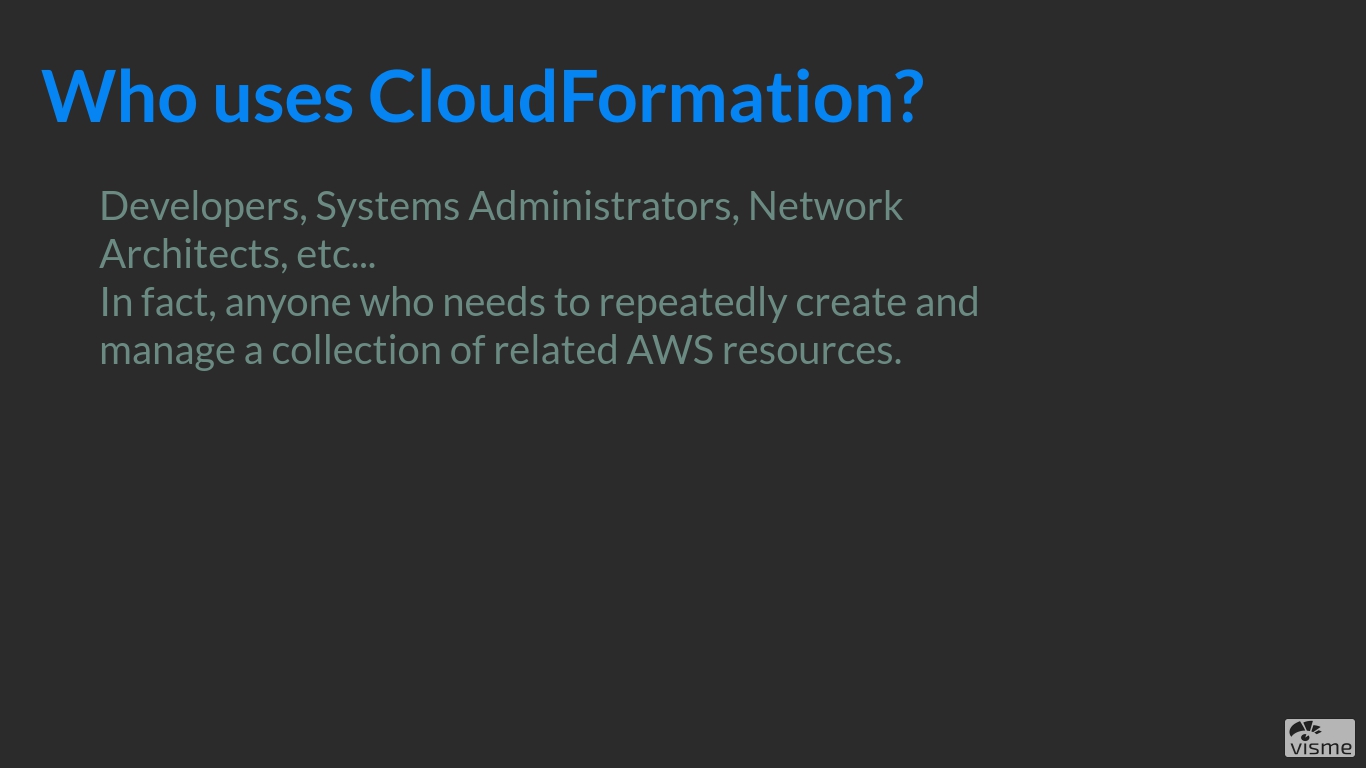 Who uses CloudFormation?
Developers, Systems Administrators, Network
Architects, etc...
In fact, anyone who needs to repeatedly create and
manage a collection of related AWS resources.
visme